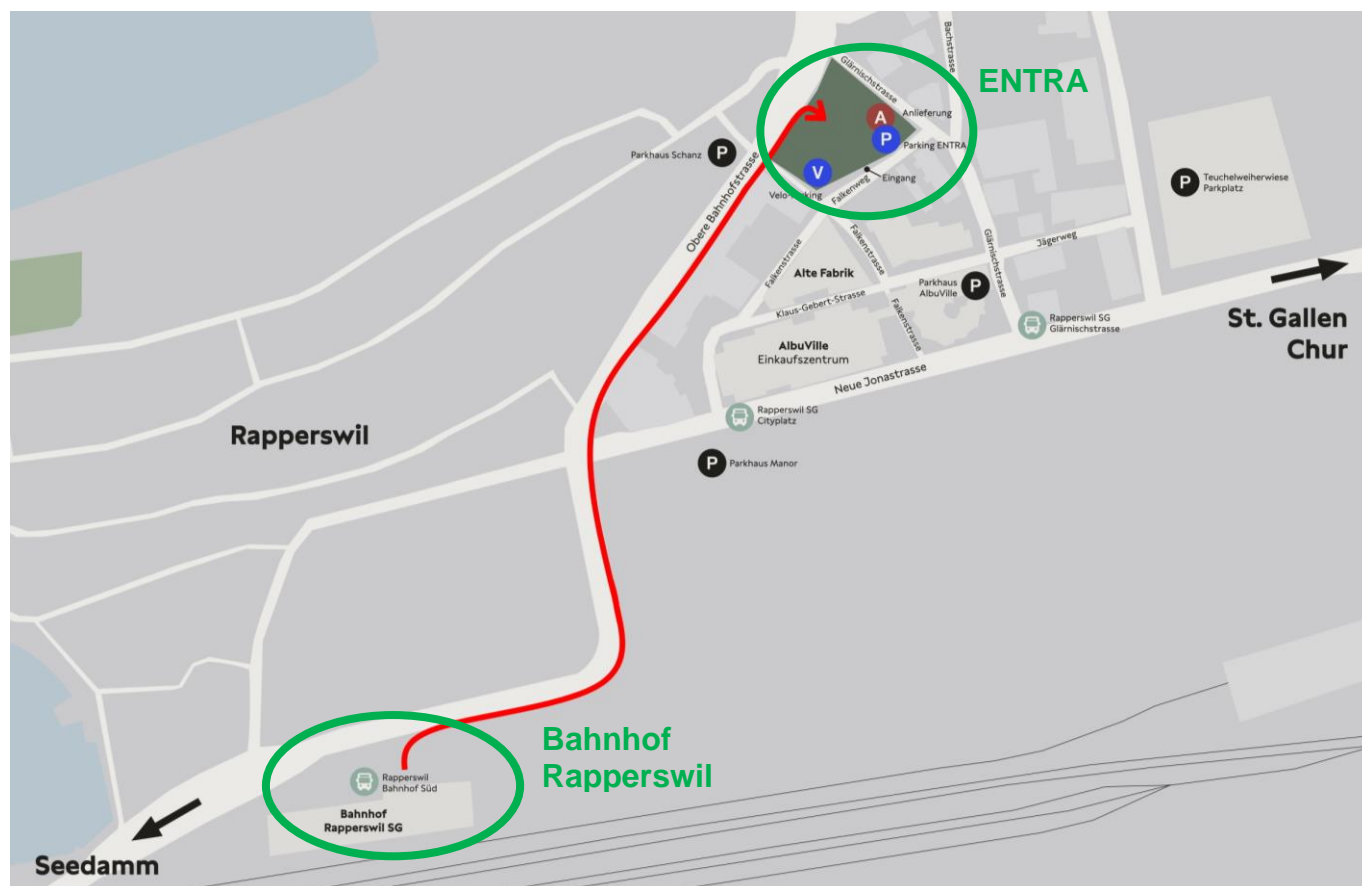 Bachstrasse
Glärnischstrasse
ENTRA
A
Anlieferung
P
Parking ENTRA
Parkhaus Schanz
P
V
Eingang
Velo-Parking
Falkenweg
P
Teuchelweiherwiese
Parkplatz
Obere Bahnhofstrasse
Falkenstrasse
Falkenstrasse
Glärnischstrasse
Jägerweg
Alte Fabrik
Parkhaus
AlbuVille
P
Klaus-Gebert-Strasse
Falkenstrasse
Rapperswil SG
Glärnischstrasse
St. Gallen
Chur
AlbuVille
Einkaufszentrum
Neue Jonastrasse
Rapperswil SG
Cityplatz
Rapperswil
P
Parkhaus Manor
Bahnhof
Rapperswil
Rapperswil
Bahnhof Süd
Bahnhof
Rapperswil SG
Seedamm